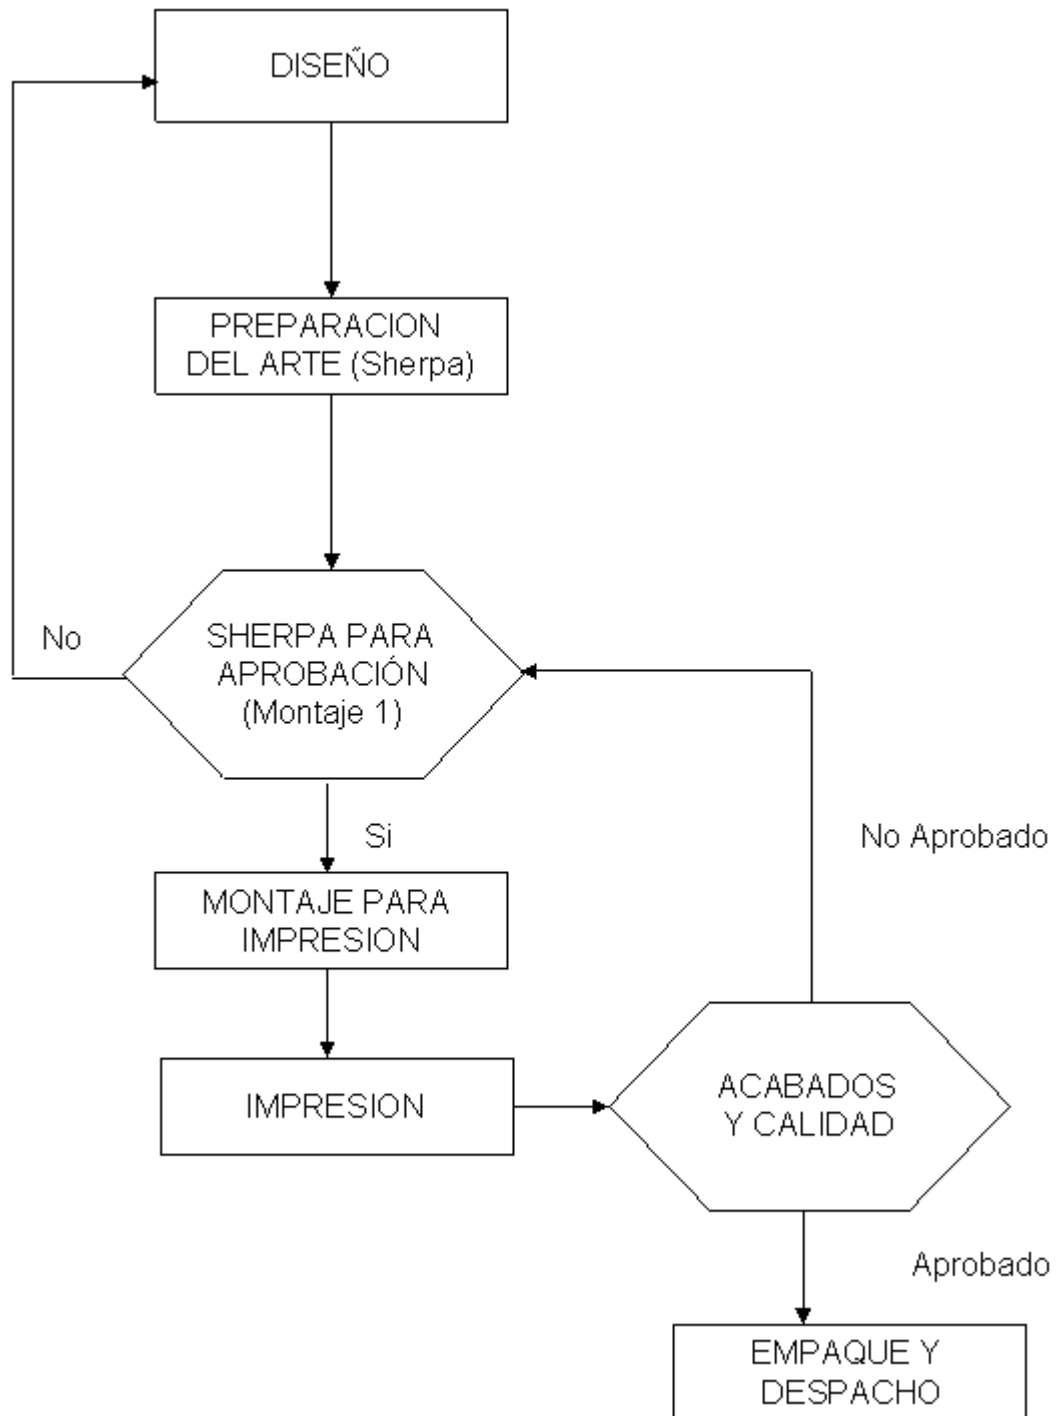 DISEÑO
PREPARACION
DEL ARTE (Sherpa)
No
SHERPA PARA
APROBACIÓN
(Montaje 1)
Si
No Aprobado
MONTAJE PARA
IMPRESION
IMPRESION
ACABADOS
Y CALIDAD
Aprobado
EMPAQUE Y
DESPACHO